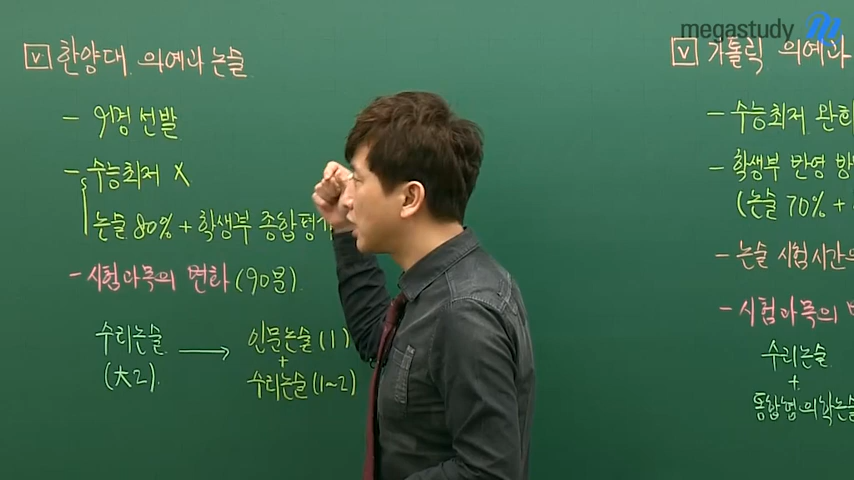 megastudy
V 한양대 의예과 논술
- 9명 선발
- 수능최저 X
논술 80% + 학생부 종합평가
- 시험과목의 변화 (90분).
수리논술 → 인문논술 (1)
(大2). + 수리논술 (1~2)
V 가톨릭 의예과
- 수능최저 완화
- 학생부 반영 방
(논술 70% +
- 논술 시험시간의
- 시험과목의 변
수리논술
+
통합형 의학논술